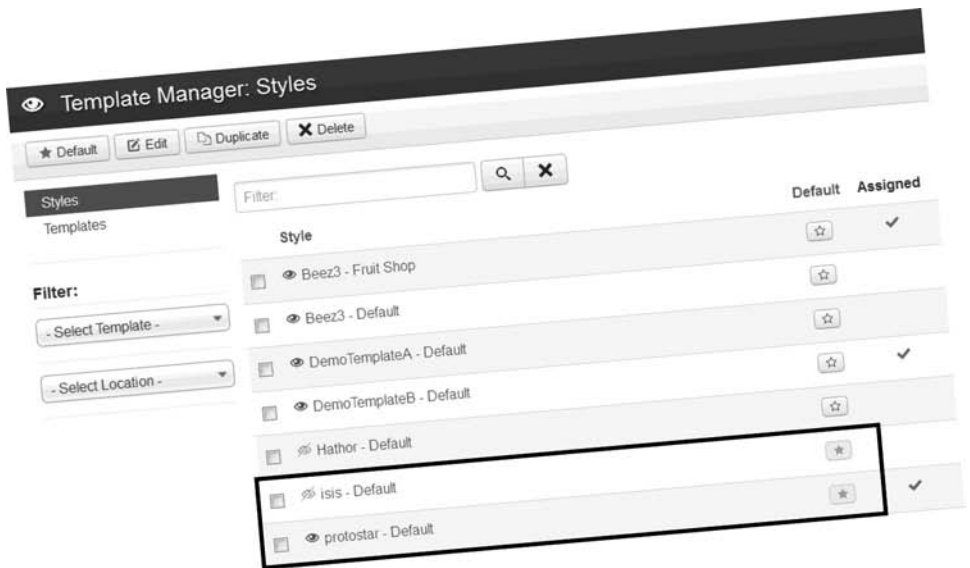 Template Manager: Styles
Default Edit Duplicate Delete
Styles
Templates
Filter:
- Select Template -
- Select Location -
Filter:
Style Default Assigned
Beez3 - Fruit Shop
Beez3 - Default
DemoTemplateA - Default
DemoTemplateB - Default
Hathor - Default
isis - Default
protostar - Default